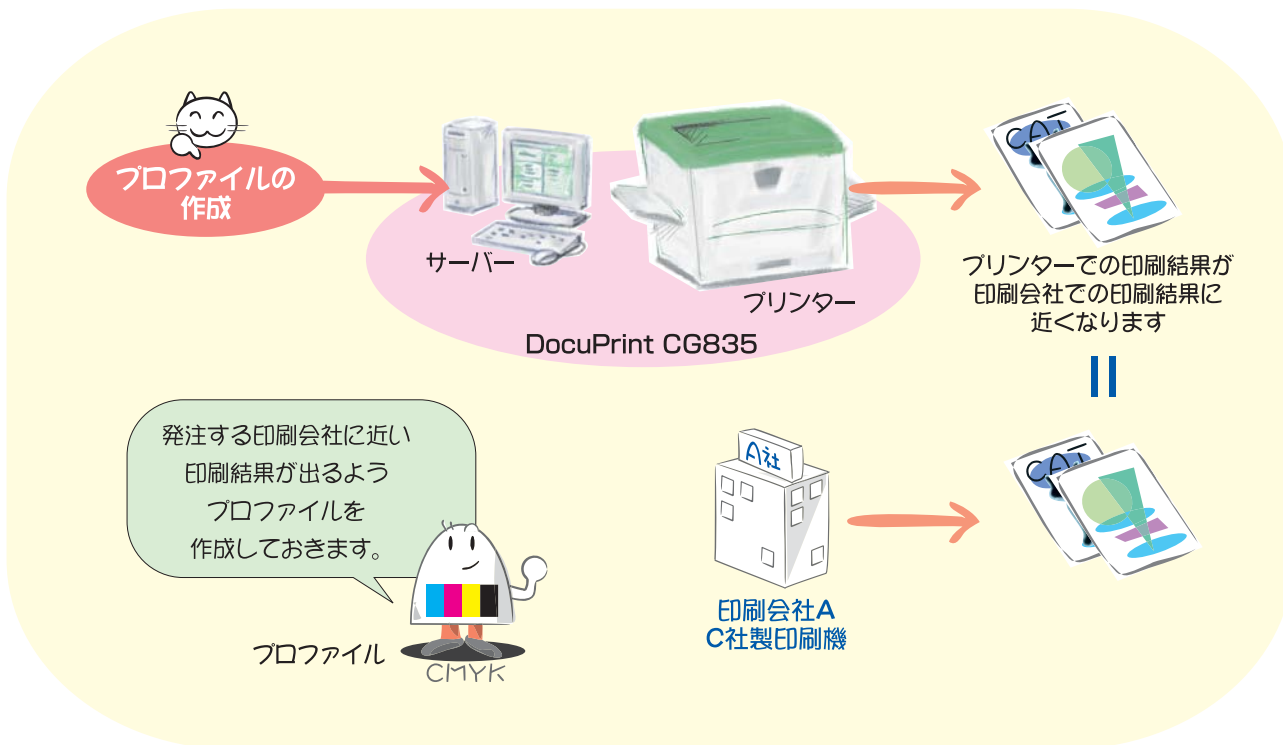 プロファイルの
作成
サーバー
プリンター
DocuPrint CG835
CAT
プリンターでの印刷結果が
印刷会社での印刷結果に
近くなります
発注する印刷会社に近い
印刷結果が出るよう
プロファイルを
作成しておきます。
プロファイル
CMYK
A社
印刷会社A
C社製印刷機
CAT